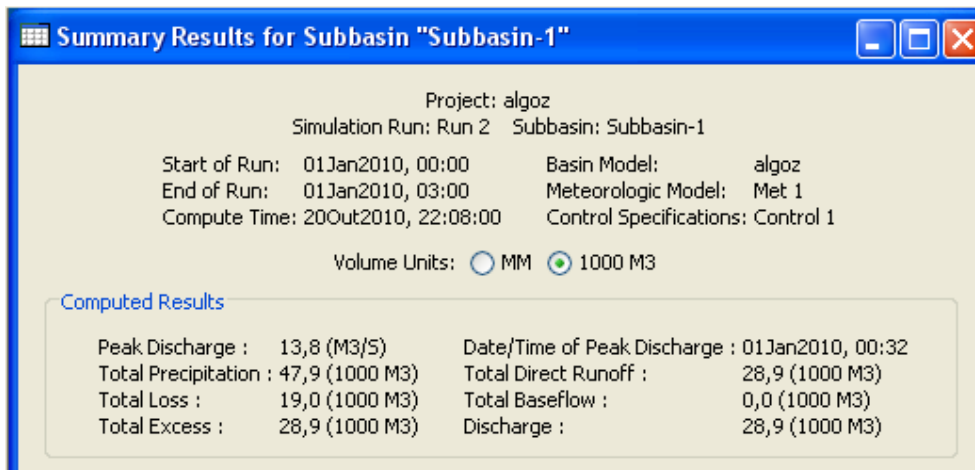 Summary Results for Subbasin "Subbasin-1"
Project: algoz
Simulation Run: Run 2 Subbasin: Subbasin-1
Start of Run: 01Jan2010, 00:00 Basin Model: algoz
End of Run: 01Jan2010, 03:00 Meteorologic Model: Met 1
Compute Time: 20Out2010, 22:08:00 Control Specifications: Control 1
Volume Units: MM 1000 M3
Computed Results
Peak Discharge : 13,8 (M3/S) Date/Time of Peak Discharge : 01Jan2010, 00:32
Total Precipitation : 47,9 (1000 M3) Total Direct Runoff : 28,9 (1000 M3)
Total Loss : 19,0 (1000 M3) Total Baseflow : 0,0 (1000 M3)
Total Excess : 28,9 (1000 M3) Discharge : 28,9 (1000 M3)